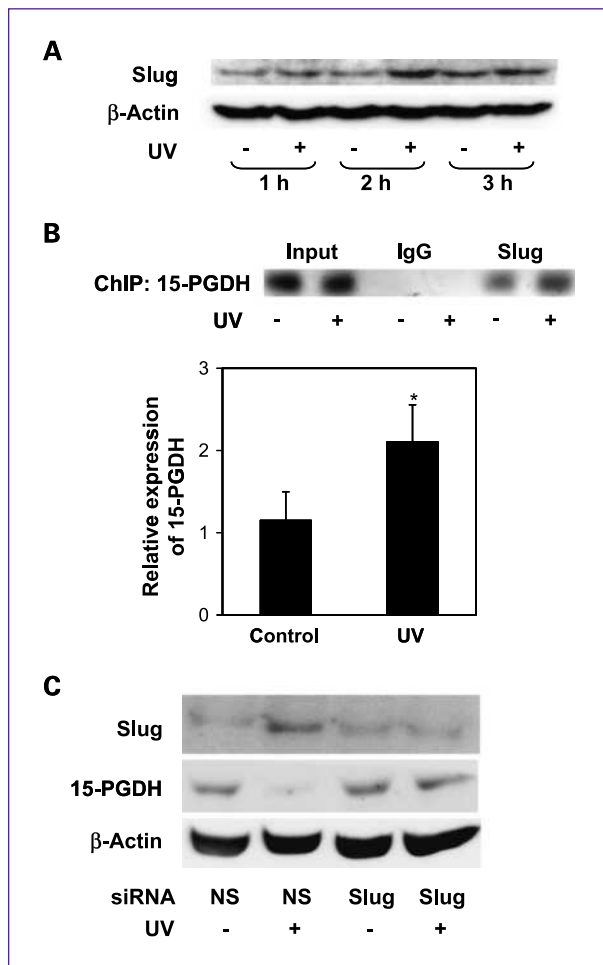 A
Slug
β-Actin
UV - + - + - +
1 h 2 h 3 h
B
Input IgG Slug
ChIP: 15-PGDH
UV - + - + - +
3
2
1
0
*
Relative expression
of 15-PGDH
Control UV
C
Slug
15-PGDH
β-Actin
siRNA NS NS Slug Slug
UV - + - +